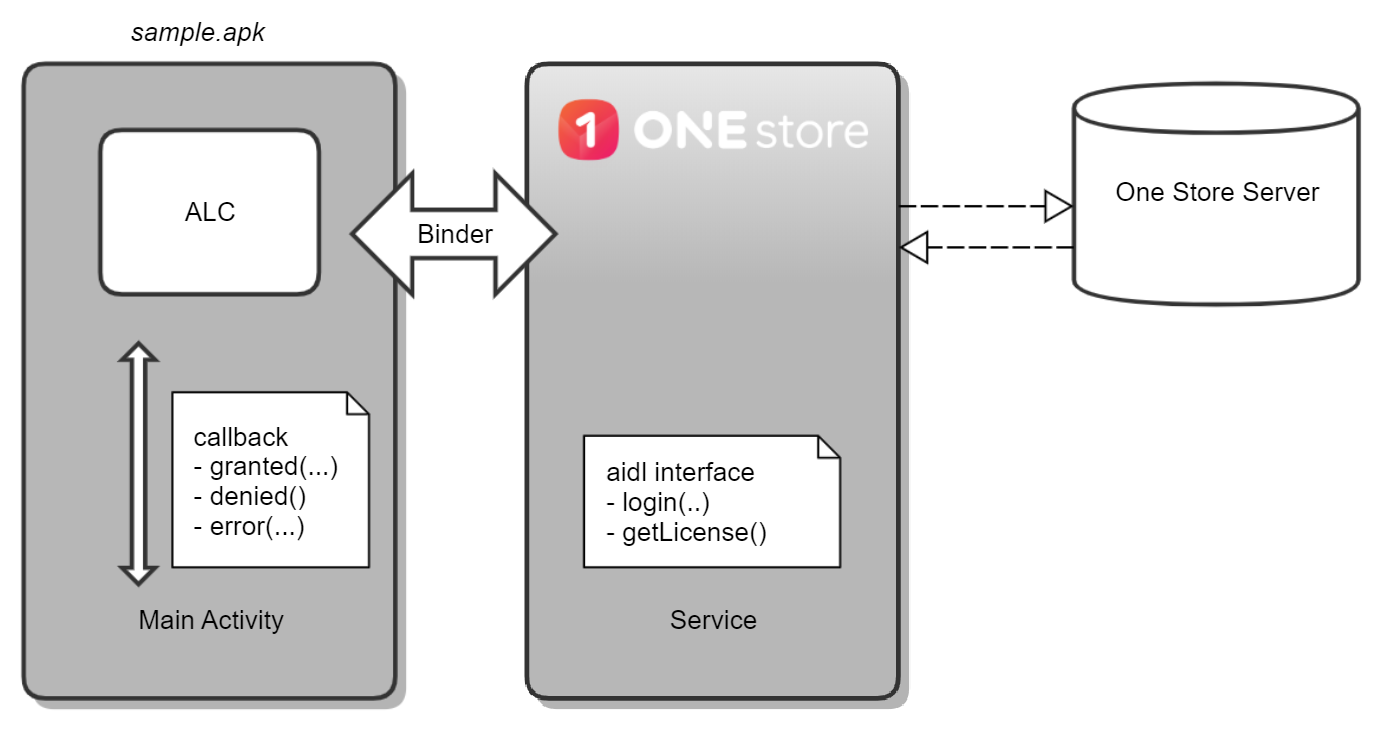 sample.apk
ALC
callback
- granted(...)
- denied()
- error(...)
Main Activity
Binder
1 ONE store
aidl interface
- login(..)
- getLicense()
Service
One Store Server